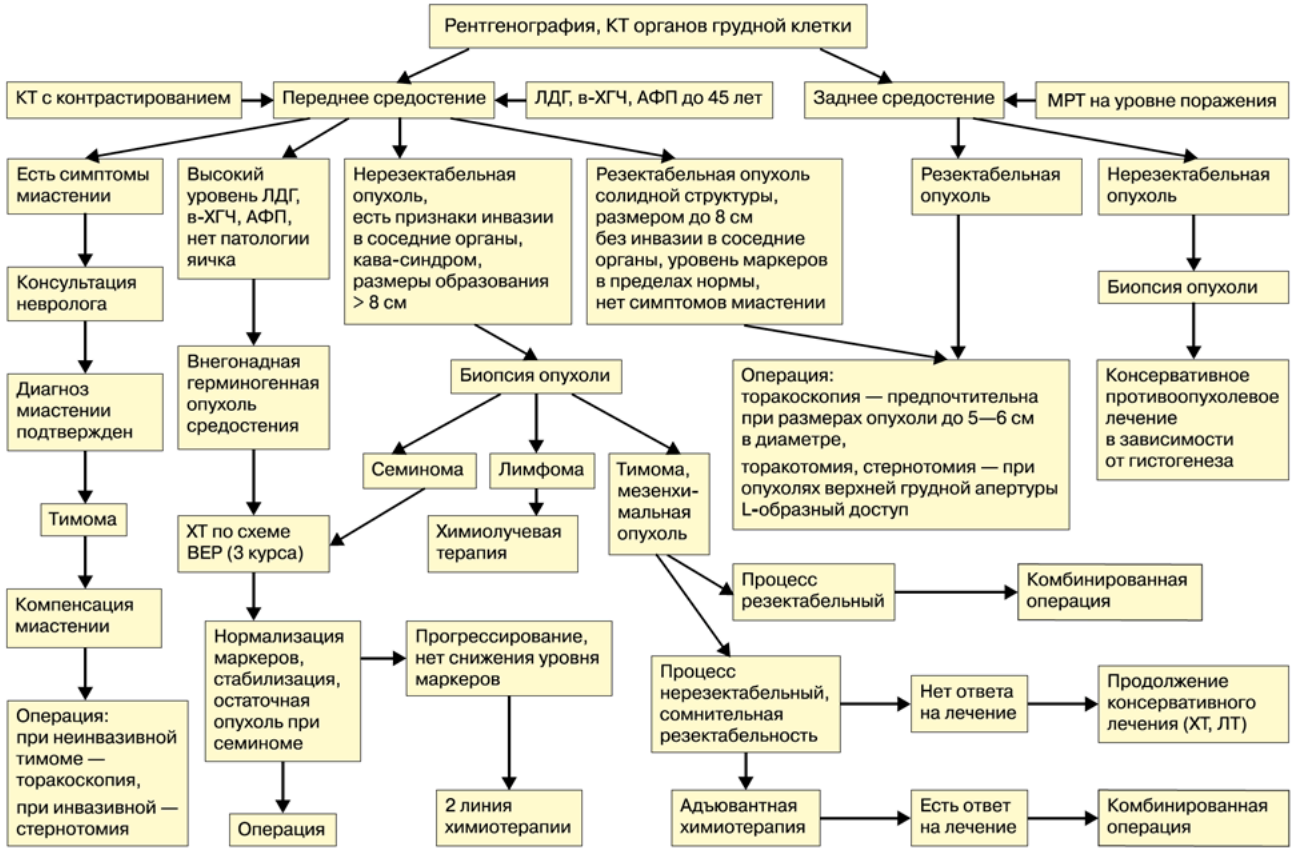 Рентгенография, КТ органов грудной клетки
КТ с контрастированием
Переднее средостение
ЛДГ, в-ХГЧ, АФП до 45 лет
Заднее средостение
МРТ на уровне поражения
Есть симптомы
миастении
Высокий
уровень ЛДГ,
в-ХГЧ, АФП,
нет патологии
яичка
Нерезектабельная
опухоль,
есть признаки инвазии
в соседние органы,
кава-синдром,
размеры образования
> 8 см
Резектабельная опухоль
солидной структуры,
размером до 8 см
без инвазии в соседние
органы, уровень маркеров
в пределах нормы,
нет симптомов миастении
Резектабельная
опухоль
Нерезектабельная
опухоль
Консультация
невролога
Биопсия опухоли
Внегонадная
герминогенная
опухоль
средостения
Биопсия опухоли
Операция:
торакоскопия — предпочтительна
при размерах опухоли до 5—6 см
в диаметре,
торакотомия, стернотомия — при
опухолях верхней грудной апертуры
L-образный доступ
Консервативное
противоопухолевое
лечение
в зависимости
от гистогенеза
Диагноз
миастении
подтвержден
Семинома
Лимфома
Тимома,
мезенхи-
мальная
опухоль
Тимома
ХТ по схеме
ВЕР (3 курса)
Химиолучевая
терапия
Процесс
резектабельный
Комбинированная
операция
Компенсация
миастении
Нормализация
маркеров,
стабилизация,
остаточная
опухоль при
семиноме
Прогрессирование,
нет снижения уровня
маркеров
Процесс
нерезектабельный,
сомнительная
резектабельность
Нет ответа
на лечение
Продолжение
консервативного
лечения (ХТ, ЛТ)
Операция:
при неинвазивной
тимоме —
торакоскопия,
при инвазивной —
стернотомия
Операция
2 линия
химиотерапии
Адъювантная
химиотерапия
Есть ответ
на лечение
Комбинированная
операция